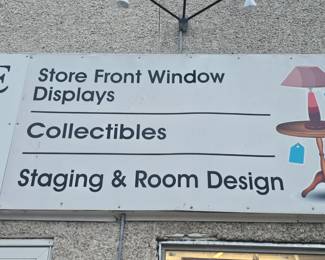 E
Store Front Window
Displays
Collectibles
Staging & Room Design